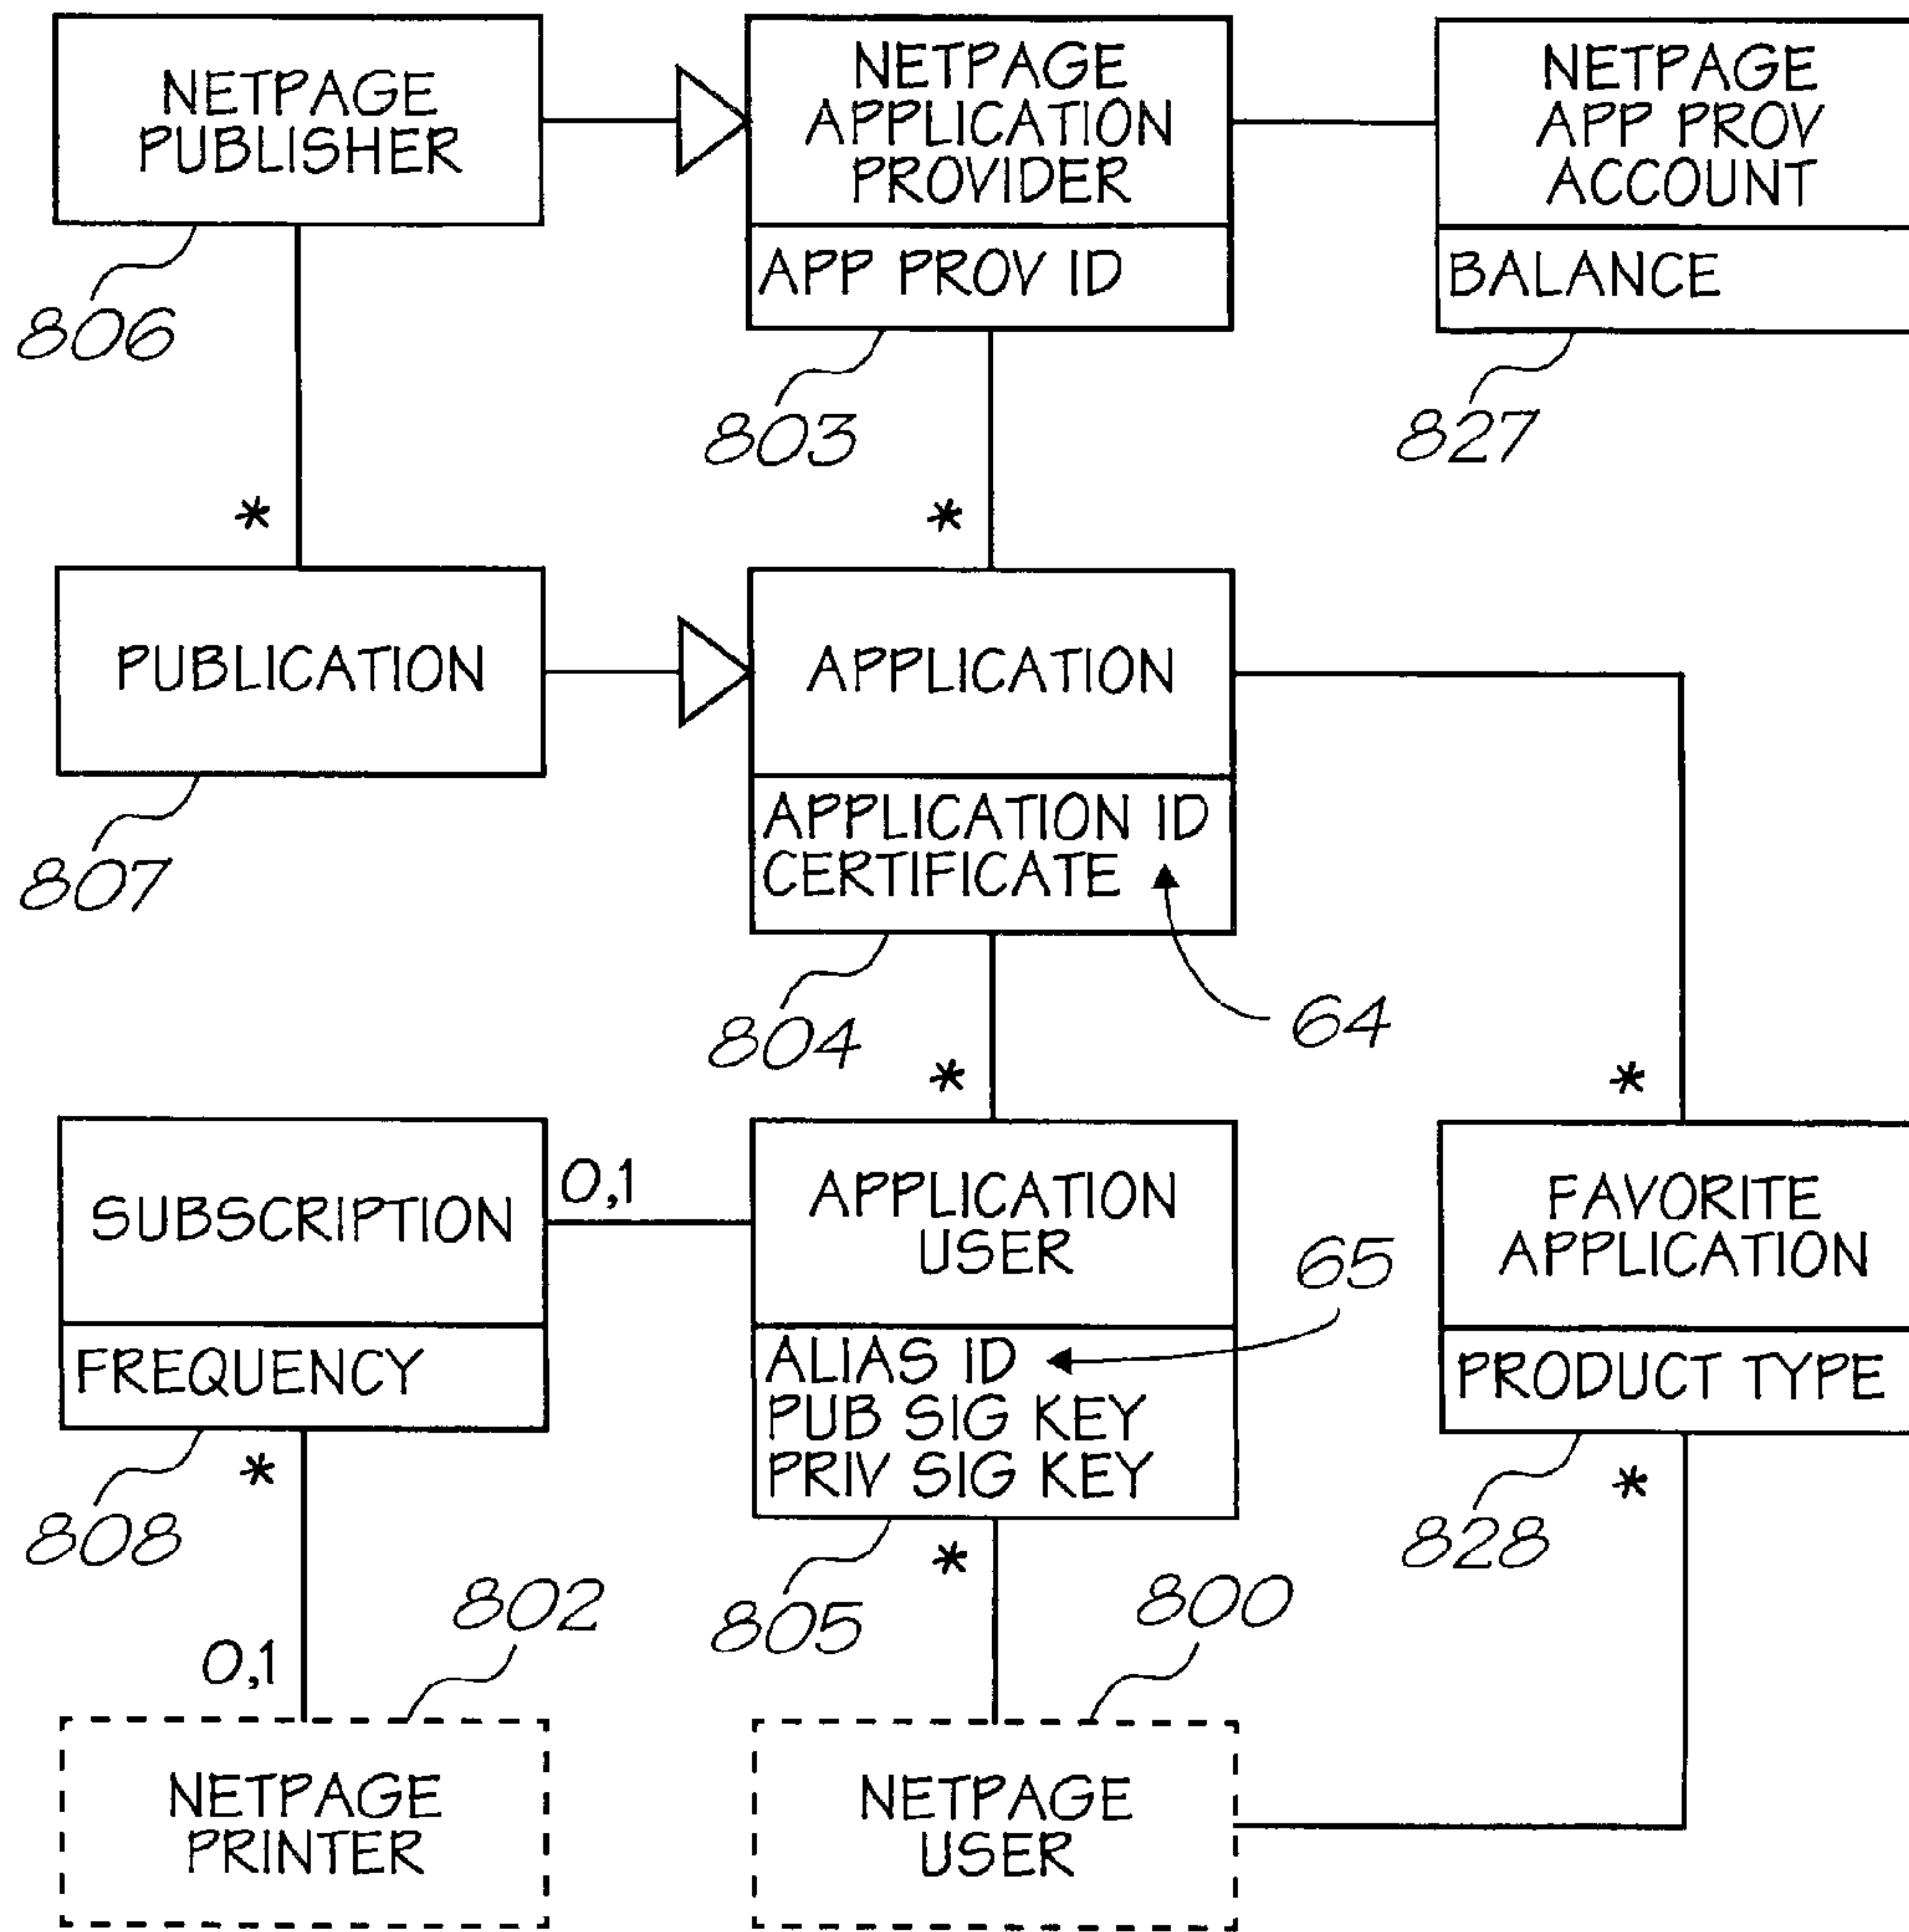 NETPAGE
PUBLISHER
NETPAGE
APPLICATION
PROVIDER
APP PROV ID
NETPAGE
APP PROV
ACCOUNT
BALANCE
806
803
827
*
*
PUBLICATION
APPLICATION
APPLICATION ID
CERTIFICATE
807
804
64
*
*
SUBSCRIPTION
FREQUENCY
0,1
APPLICATION
USER
ALIAS ID
PUB SIG KEY
PRIV SIG KEY
65
FAVORITE
APPLICATION
PRODUCT TYPE
808
*
805
*
828
*
802
800
0,1
NETPAGE
PRINTER
NETPAGE
USER